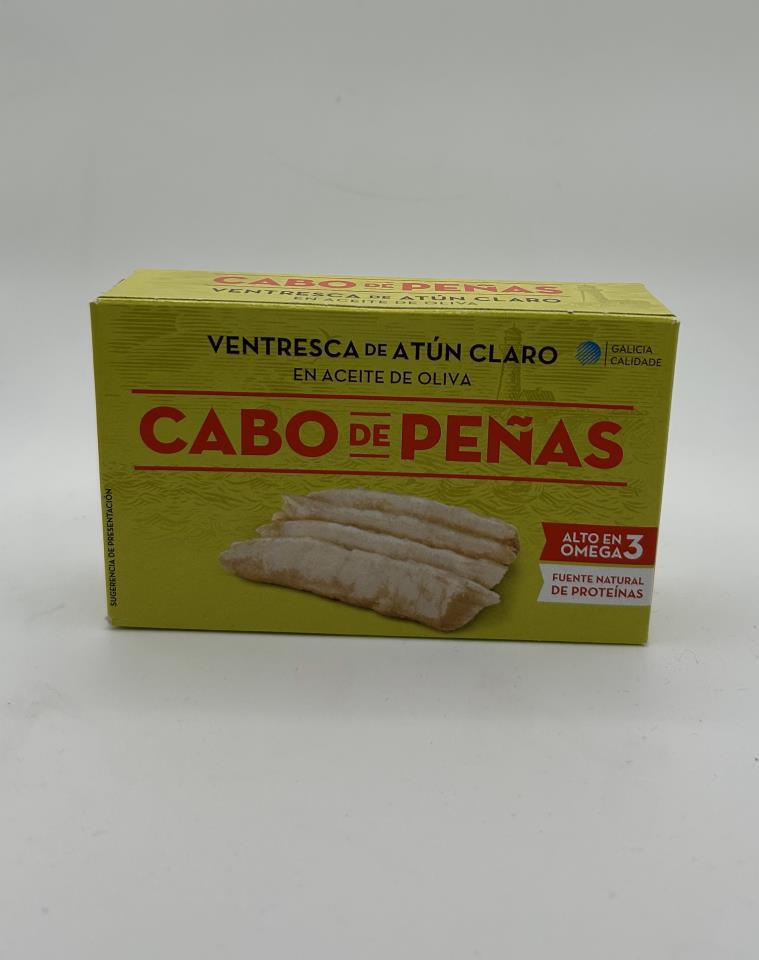 CABO DE PEÑAS
VENTRESCA DE ATÚN CLARO
EN ACEITE DE OLIVA
VENTRESCA DE ATÚN CLARO
EN ACEITE DE OLIVA
GALICIA
CALIDADE
CABO DE PEÑAS
SUGERENCIA DE PRESENTACIÓN
ALTO EN
OMEGA 3
FUENTE NATURAL
DE PROTEÍNAS